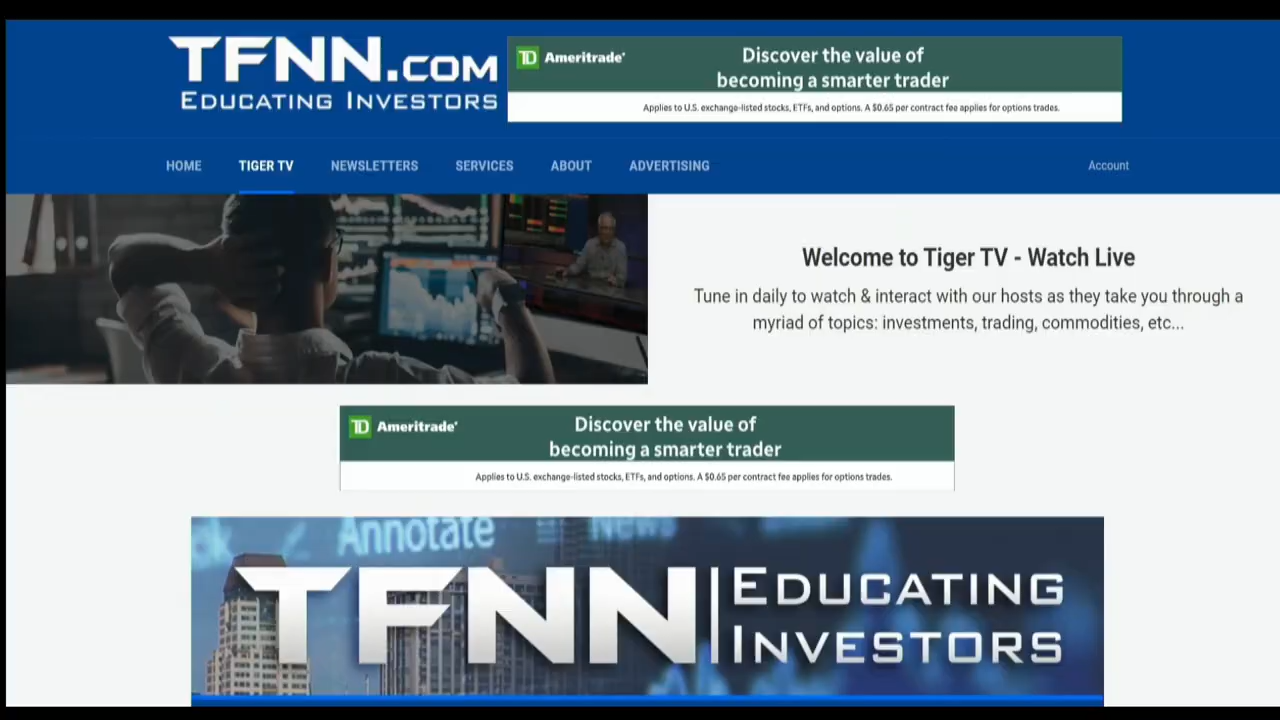 TFNN.COM
EDUCATING INVESTORS
TD Ameritrade
Discover the value of
becoming a smarter trader
Applies to U.S. exchange-listed stocks, ETFs, and options. A $0.65 per contract fee applies for options trades.
HOME TIGER TV NEWSLETTERS SERVICES ABOUT ADVERTISING Account
Welcome to Tiger TV - Watch Live
Tune in daily to watch & interact with our hosts as they take you through a
myriad of topics: investments, trading, commodities, etc...
TD Ameritrade
Discover the value of
becoming a smarter trader
Applies to U.S. exchange-listed stocks, ETFs, and options. A $0.65 per contract fee applies for options trades.
Annotate News
TFNN EDUCATING
INVESTORS